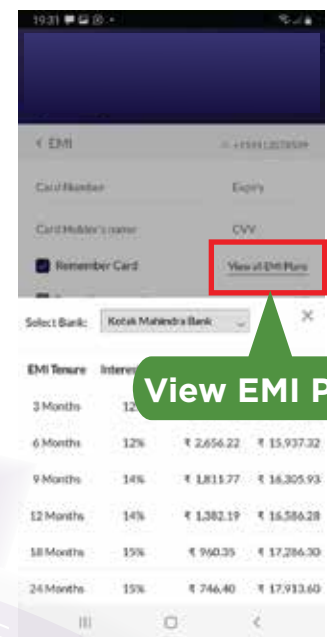 19:31
< EMI
Card Number Expiry
Card Holder's name CVV
Remember Card View all EMI Plans
Select Bank: Kotak Mahindra Bank
EMI Tenure Interes
View EMI P
3 Months 12
6 Months 12% ₹ 2,656.22 ₹ 15,937.32
9 Months 14% ₹ 1,811.77 ₹ 16,305.93
12 Months 14% ₹ 1,382.19 ₹ 16,586.28
18 Months 15% ₹ 960.35 ₹ 17,286.30
24 Months 15% ₹ 746.40 ₹ 17,913.60